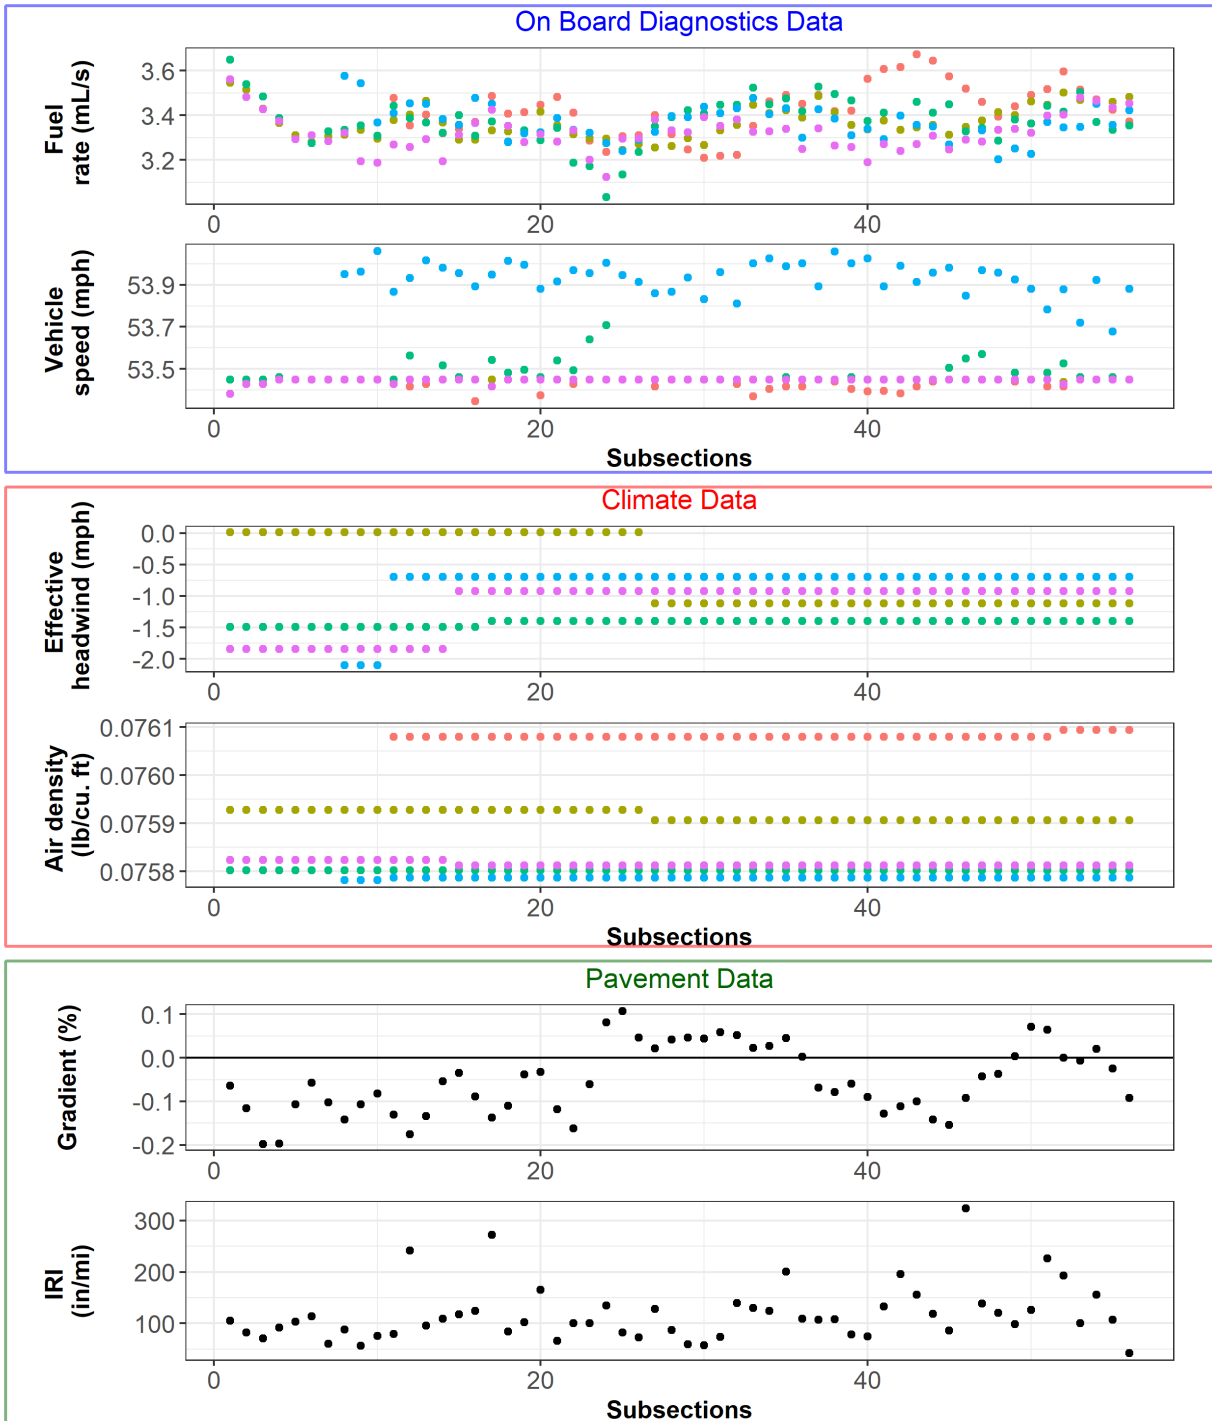 On Board Diagnostics Data
Fuel
rate (mL/s)
3.6
3.4
3.2
0 20 40
Vehicle
speed (mph)
53.9
53.7
53.5
0 20 40
Subsections
Climate Data
Effective
headwind (mph)
0.0
-0.5
-1.0
-1.5
-2.0
0 20 40
Air density
(lb/cu. ft)
0.0761
0.0760
0.0759
0.0758
0 20 40
Subsections
Pavement Data
Gradient (%)
0.1
0.0
-0.1
-0.2
0 20 40
IRI
(in/mi)
300
200
100
0 20 40
Subsections